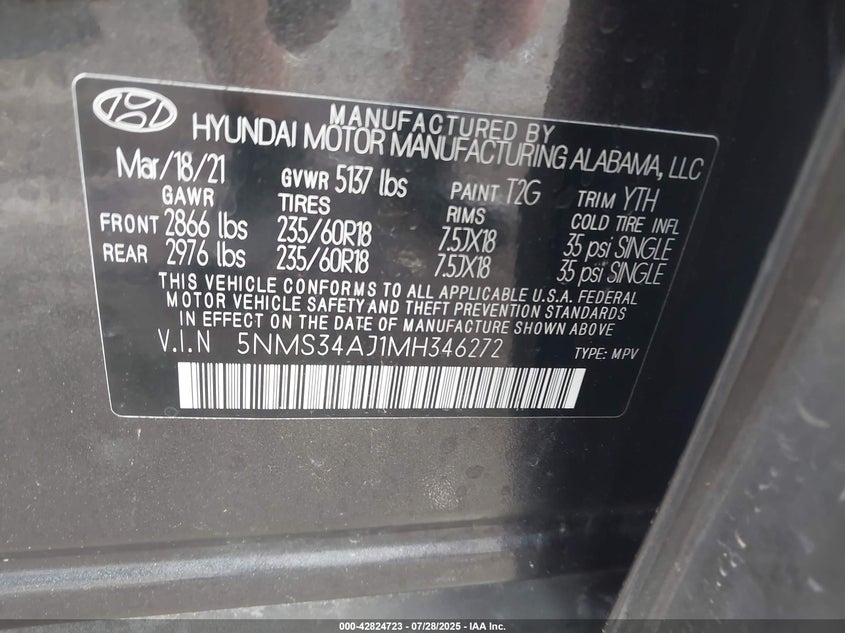 MANUFACTURED BY
HYUNDAI MOTOR MANUFACTURING ALABAMA, LLC
Mar/18/21 GVWR 5137 lbs PAINT T2G TRIM YTH
GAWR TIRES RIMS COLD TIRE INFL
FRONT 2866 lbs 235/60R18 7.5JX18 35 psi SINGLE
REAR 2976 lbs 235/60R18 7.5JX18 35 psi SINGLE
THIS VEHICLE CONFORMS TO ALL APPLICABLE U.S.A. FEDERAL
MOTOR VEHICLE SAFETY AND THEFT PREVENTION STANDARDS
IN EFFECT ON THE DATE OF MANUFACTURE SHOWN ABOVE
V.I.N 5NMS34AJ1MH346272 TYPE: MPV
000-42824723 - 07/28/2025 - IAA Inc.